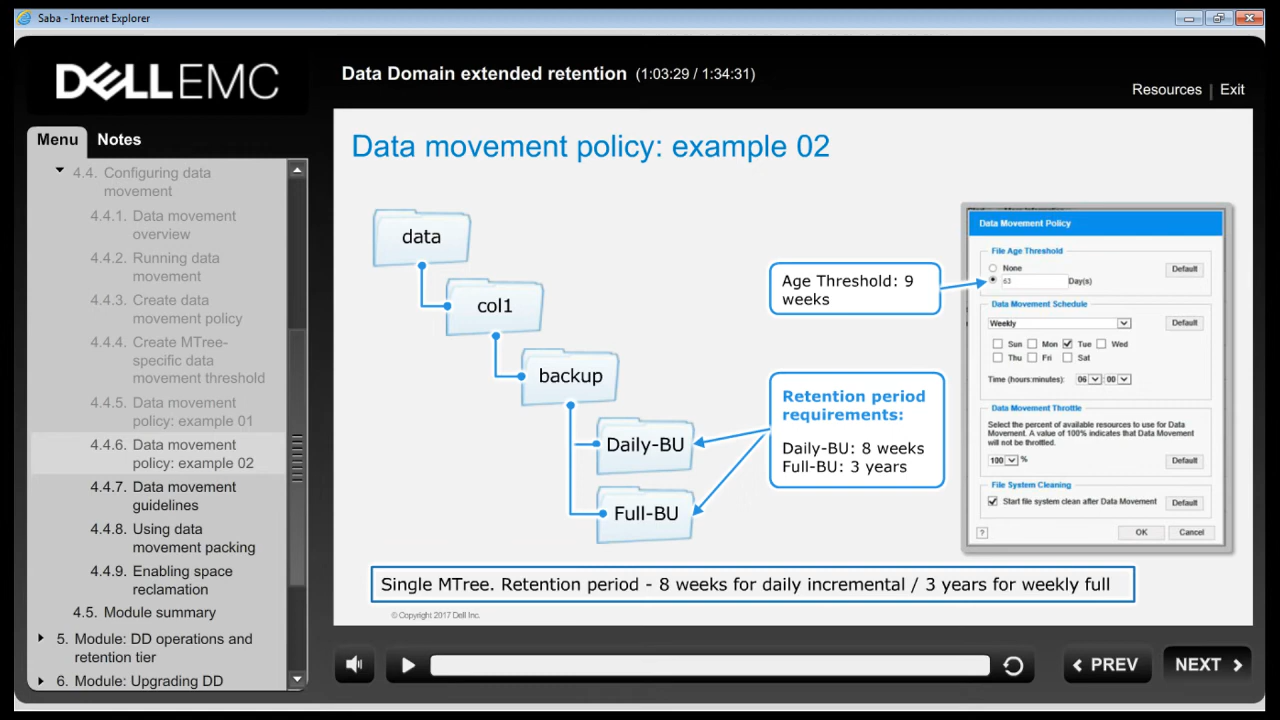 Saba - Internet Explorer
DELLEMC
Data Domain extended retention (1:03:29 / 1:34:31)
Resources | Exit
Menu
Notes
4.4. Configuring data
movement
4.4.1. Data movement
overview
4.4.2. Running data
movement
4.4.3. Create data
movement policy
4.4.4. Create MTree-
specific data
movement threshold
4.4.5. Data movement
policy: example 01
4.4.6. Data movement
policy: example 02
4.4.7. Data movement
guidelines
4.4.8. Using data
movement packing
4.4.9. Enabling space
reclamation
4.5. Module summary
5. Module: DD operations and
retention tier
6. Module: Upgrading DD
Data movement policy: example 02
data
col1
backup
Daily-BU
Full-BU
Age Threshold: 9
weeks
Retention period
requirements:
Daily-BU: 8 weeks
Full-BU: 3 years
Data Movement Policy
File Age Threshold
None
Default
63
Day(s)
Data Movement Schedule
Weekly
Default
Sun Mon Tue Wed
Thu Fri Sat
Time (hours:minutes): 06 : 00
Data Movement Throttle
Select the percent of available resources to use for Data
Movement. A value of 100% indicates that Data Movement
will not be throttled.
100 %
Default
File System Cleaning
Start file system clean after Data Movement
Default
?
OK
Cancel
Single MTree. Retention period - 8 weeks for daily incremental / 3 years for weekly full
© Copyright 2017 Dell Inc.
PREV
NEXT